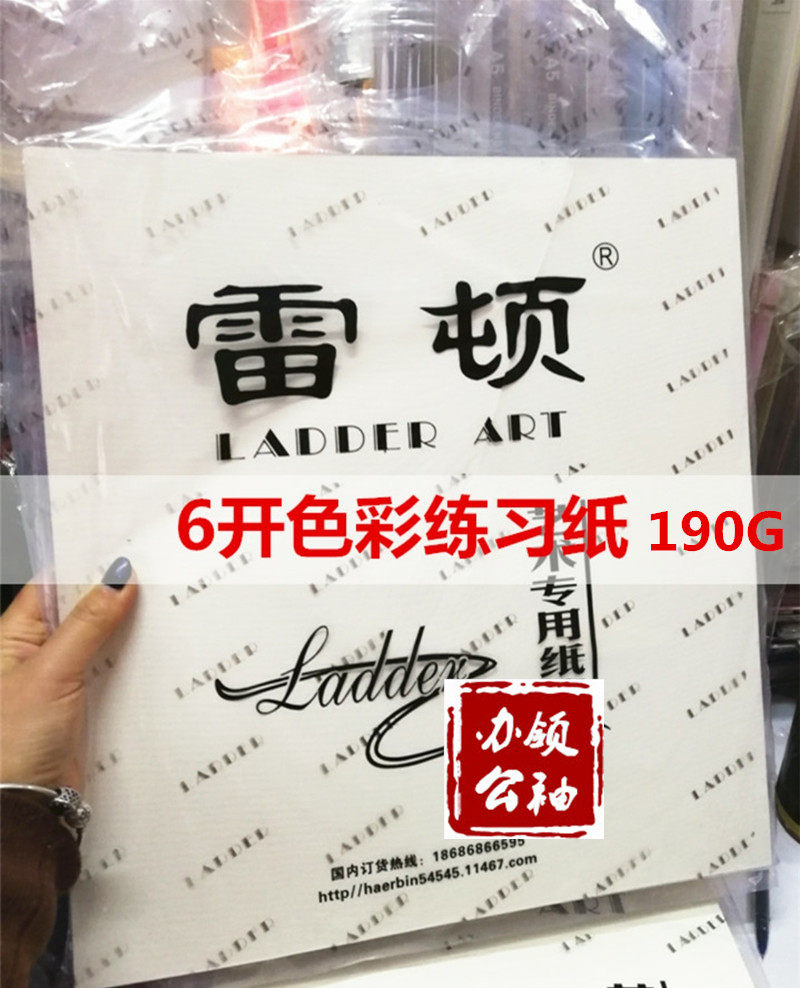 雷 顿®
LADDER ART
6开色彩练习纸 190G
专用纸
Ladder
办领
公袖
国内订货热线：18686866595
http//haerbin54545.11467.com